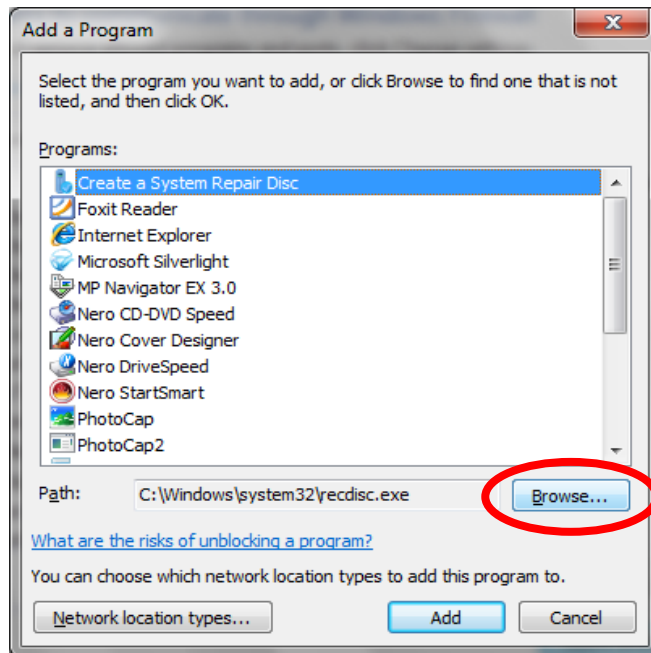 Add a Program
Select the program you want to add, or click Browse to find one that is not
listed, and then click OK.
Programs:
Create a System Repair Disc
Foxit Reader
Internet Explorer
Microsoft Silverlight
MP Navigator EX 3.0
Nero CD-DVD Speed
Nero Cover Designer
Nero DriveSpeed
Nero StartSmart
PhotoCap
PhotoCap2
Path: C:\Windows\system32\recdisc.exe Browse...
What are the risks of unblocking a program?
You can choose which network location types to add this program to.
Network location types... Add Cancel